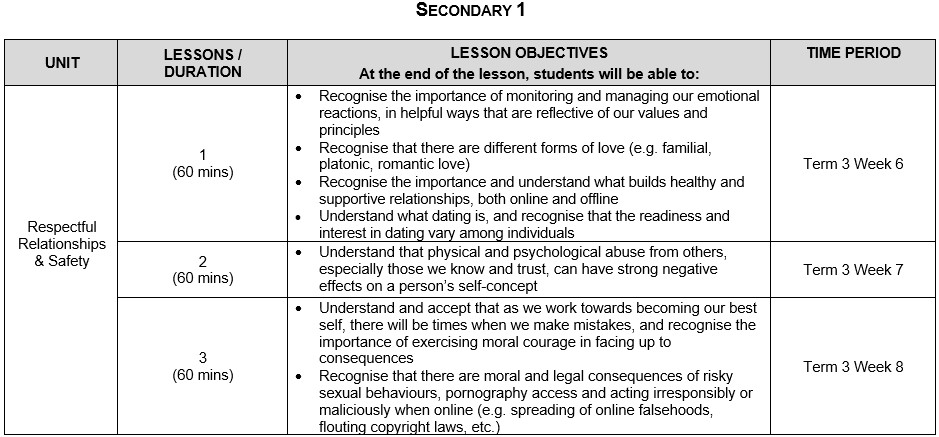 SECONDARY 1
UNIT
LESSONS /
DURATION
LESSON OBJECTIVES
At the end of the lesson, students will be able to:
TIME PERIOD
Respectful
Relationships
& Safety
1
(60 mins)
• Recognise the importance of monitoring and managing our emotional
reactions, in helpful ways that are reflective of our values and
principles
• Recognise that there are different forms of love (e.g. familial,
platonic, romantic love)
• Recognise the importance and understand what builds healthy and
supportive relationships, both online and offline
• Understand what dating is, and recognise that the readiness and
interest in dating vary among individuals
Term 3 Week 6
2
(60 mins)
• Understand that physical and psychological abuse from others,
especially those we know and trust, can have strong negative
effects on a person's self-concept
Term 3 Week 7
3
(60 mins)
• Understand and accept that as we work towards becoming our best
self, there will be times when we make mistakes, and recognise the
importance of exercising moral courage in facing up to
consequences
• Recognise that there are moral and legal consequences of risky
sexual behaviours, pornography access and acting irresponsibly or
maliciously when online (e.g. spreading of online falsehoods,
flouting copyright laws, etc.)
Term 3 Week 8